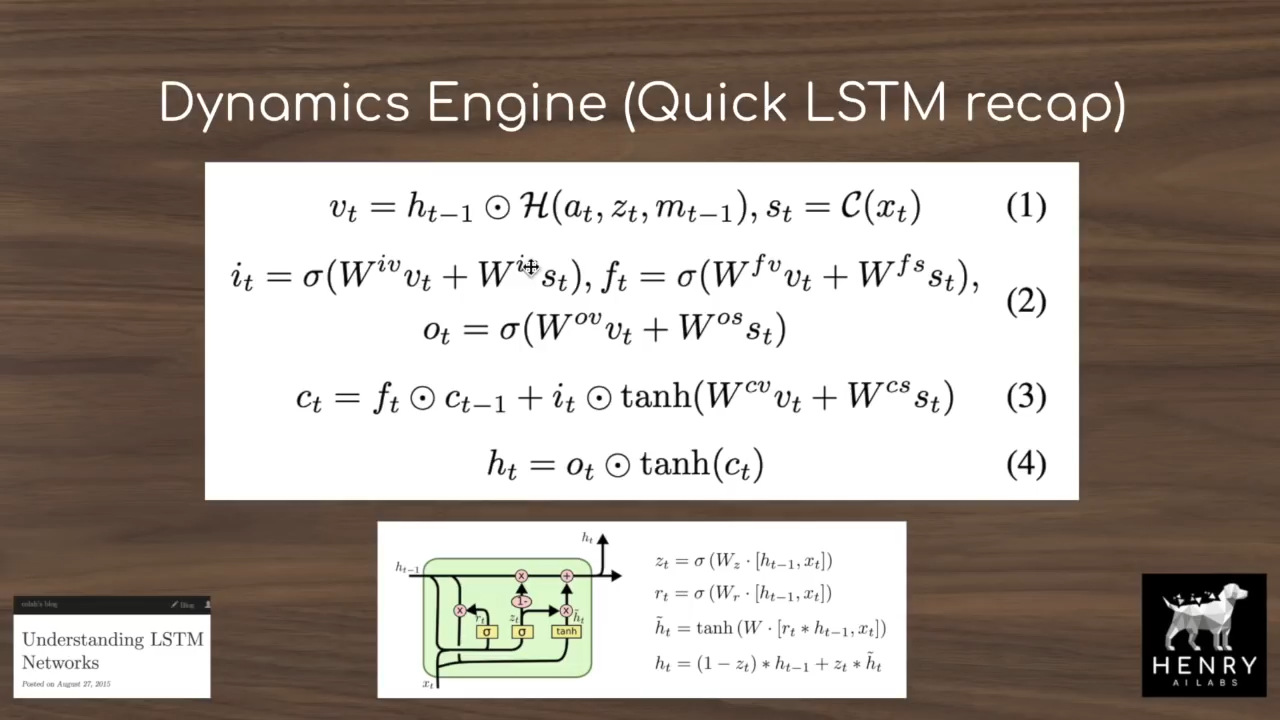 Dynamics Engine (Quick LSTM recap)
v_t = h_{t−1} ⊙ ℋ(a_t, z_t, m_{t−1}), s_t = 𝒞(x_t) (1)
i_t = σ(W^{iv}v_t + W^{i}s_t), f_t = σ(W^{fv}v_t + W^{fs}s_t),
o_t = σ(W^{ov}v_t + W^{os}s_t) (2)
c_t = f_t ⊙ c_{t−1} + i_t ⊙ tanh(W^{cv}v_t + W^{cs}s_t) (3)
h_t = o_t ⊙ tanh(c_t) (4)
h_t
h_{t−1}
x x +
1-
r_t z_t x h̃_t
σ σ tanh
x_t
z_t = σ (W_z · [h_{t−1}, x_t])
r_t = σ (W_r · [h_{t−1}, x_t])
h̃_t = tanh (W · [r_t * h_{t−1}, x_t])
h_t = (1 − z_t) * h_{t−1} + z_t * h̃_t
colah's blog Blog
Understanding LSTM
Networks
Posted on August 27, 2015
HENRY
AI LABS